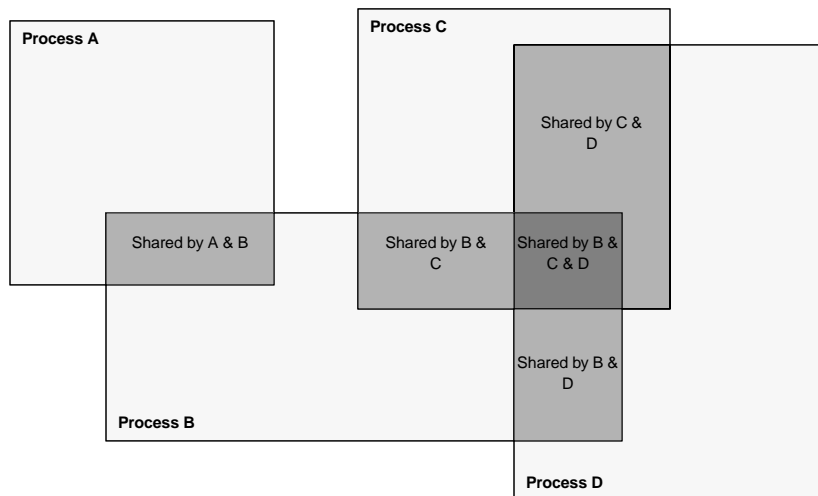 Process C
Process A
Shared by C &
D
Shared by A & B
Shared by B &
C
Shared by B &
C & D
Shared by B &
D
Process B
Process D